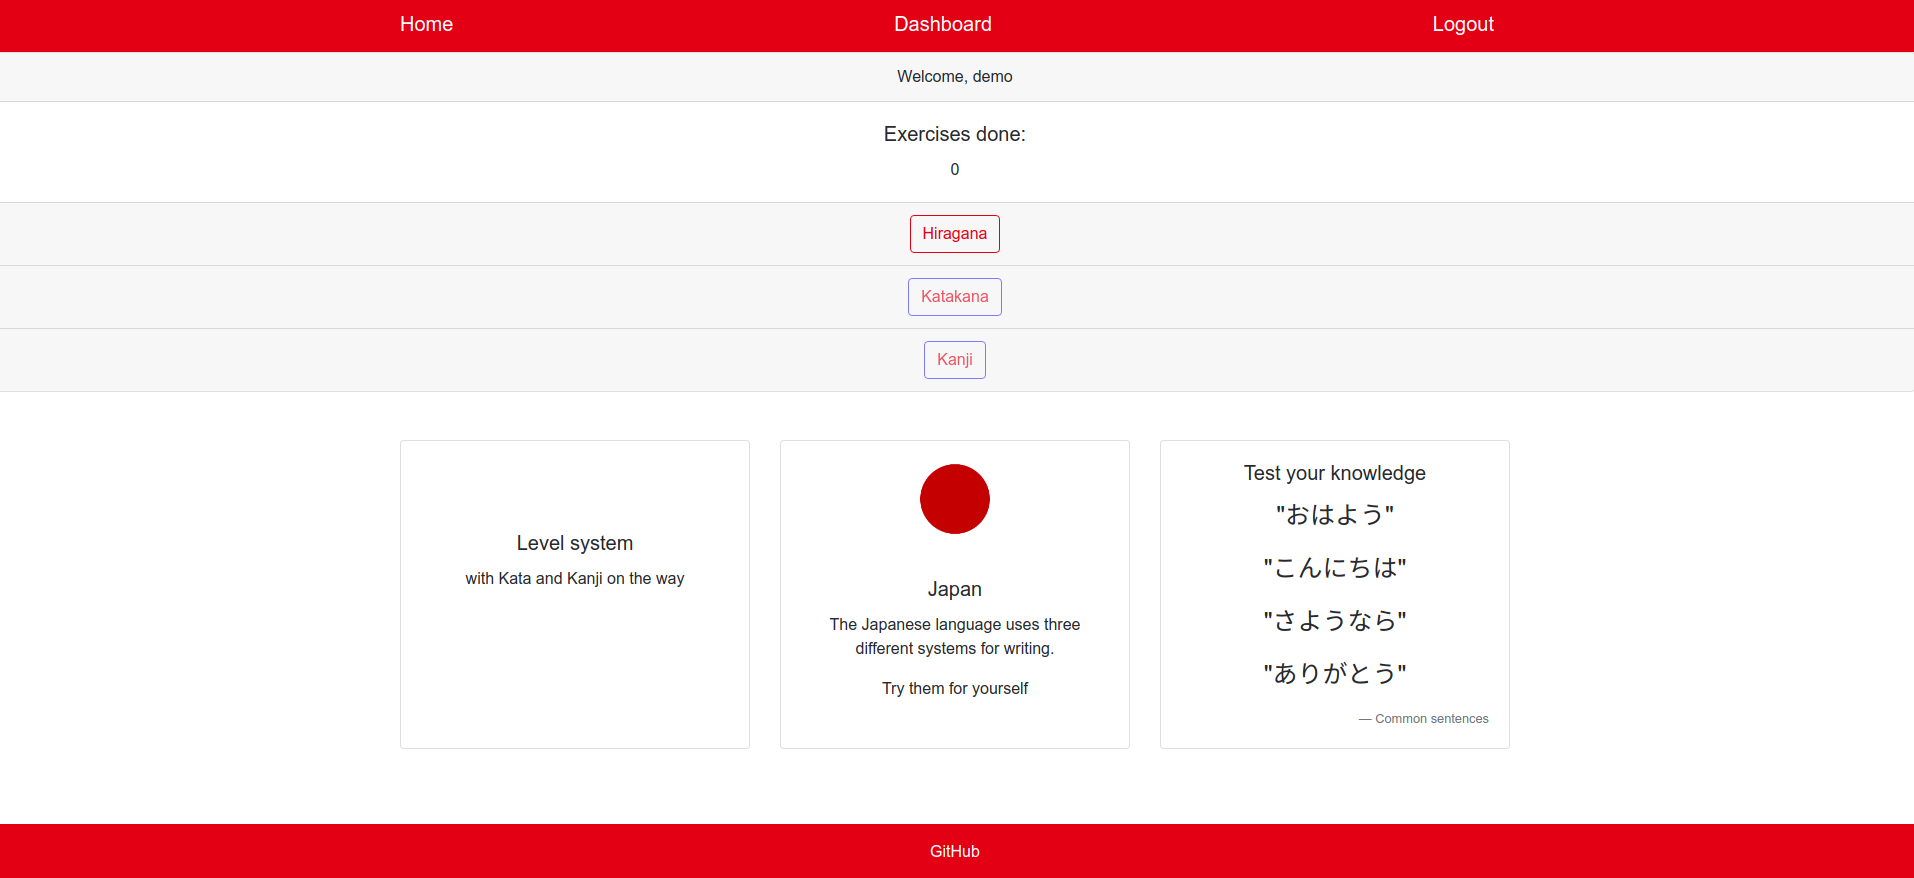 Home Dashboard Logout
Welcome, demo
Exercises done:
0
Hiragana
Katakana
Kanji
Level system
with Kata and Kanji on the way
Japan
The Japanese language uses three
different systems for writing.
Try them for yourself
Test your knowledge
"おはよう"
"こんにちは"
"さようなら"
"ありがとう"
— Common sentences
GitHub